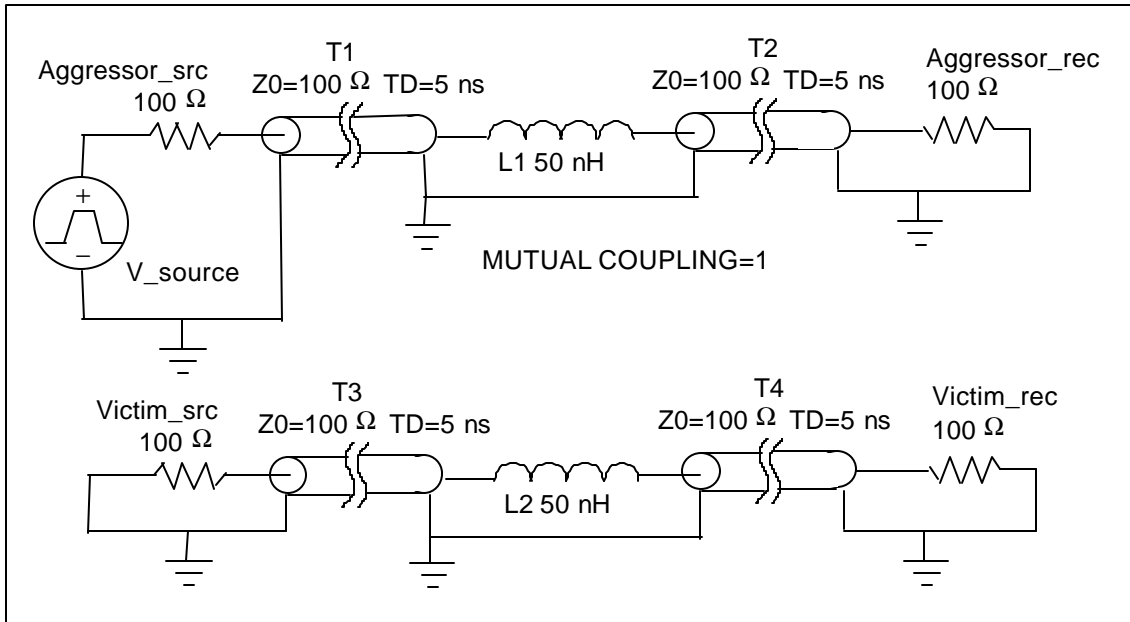 T1
Z0=100 Ω TD=5 ns
T2
Z0=100 Ω TD=5 ns
Aggressor_src
100 Ω
Aggressor_rec
100 Ω
L1 50 nH
+
−
V_source
MUTUAL COUPLING=1
T3
Z0=100 Ω TD=5 ns
T4
Z0=100 Ω TD=5 ns
Victim_src
100 Ω
Victim_rec
100 Ω
L2 50 nH